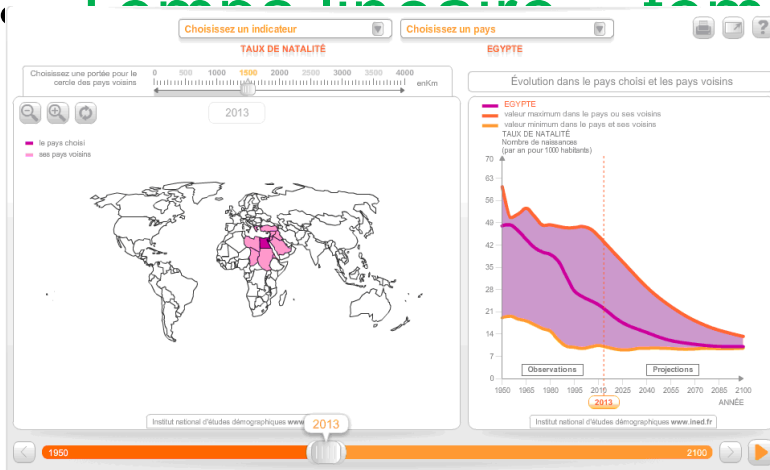 Choisissez un indicateur
Choisissez un pays
TAUX DE NATALITÉ
EGYPTE
Choisissez une portée pour le
cercle des pays voisins
0 500 1000 1500 2000 2500 3000 3500 4000
enKm
Évolution dans le pays choisi et les pays voisins
2013
le pays choisi
ses pays voisins
EGYPTE
valeur maximum dans le pays ou ses voisins
valeur minimum dans le pays et ses voisins
TAUX DE NATALITÉ
Nombre de naissances
(par an pour 1000 habitants)
70
63
56
49
42
35
28
21
14
7
0
Observations
Projections
1950 1965 1980 1995 2010 2025 2040 2055 2070 2085 2100
2013
ANNÉE
Institut national d'études démographiques
Institut national d'études démographiques www.ined.fr
2013
1950
2100
?